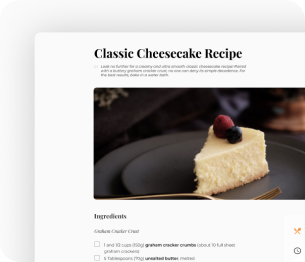 Classic Cheesecake Recipe
Look no further for a creamy and ultra smooth classic cheesecake recipe! Paired
with a buttery graham cracker crust, no one can deny its simple decadence. For
the best results, bake in a water bath.
Ingredients
Graham Cracker Crust
1 and 1/2 cups (150g) graham cracker crumbs (about 10 full sheet
graham crackers)
5 Tablespoons (70g) unsalted butter, melted